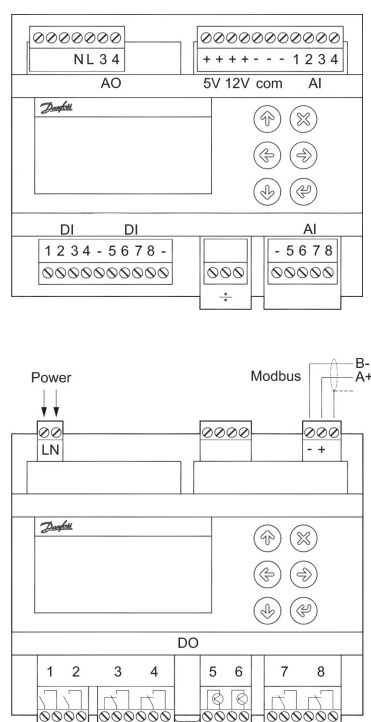 N L 3 4
+ + + + - - - 1 2 3 4
AO
5V 12V com AI
Danfoss
DI DI AI
1 2 3 4 - 5 6 7 8 -
- 5 6 7 8
÷
Power
Modbus
B-
A+
L N
- +
Danfoss
DO
1 2 3 4 5 6 7 8